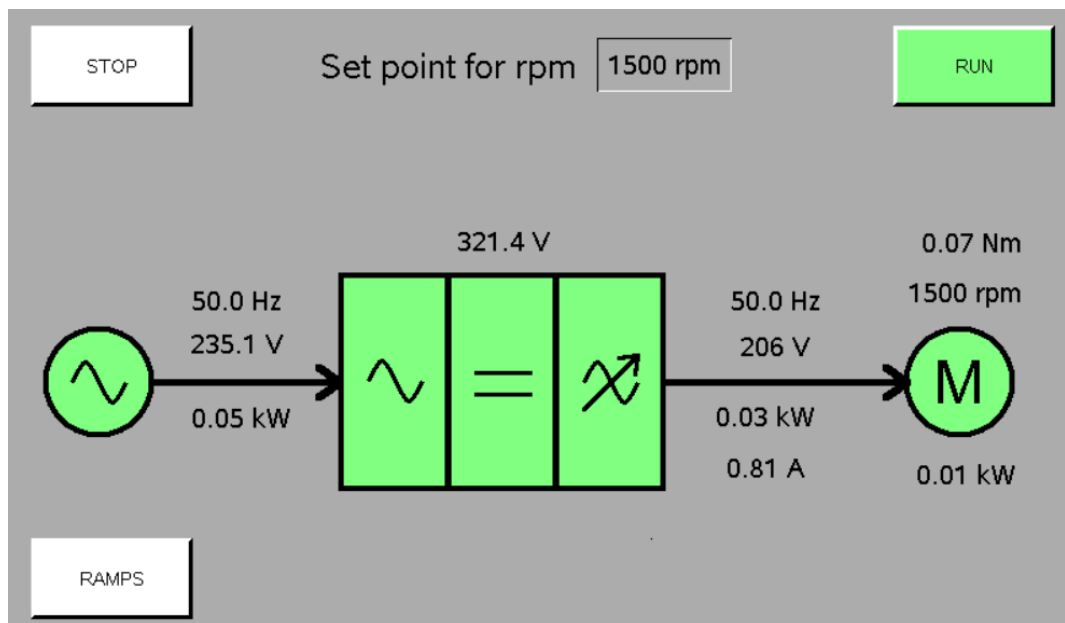 STOP
Set point for rpm 1500 rpm
RUN
321.4 V
0.07 Nm
1500 rpm
50.0 Hz
235.1 V
0.05 kW
50.0 Hz
206 V
0.03 kW
0.81 A
M
0.01 kW
RAMPS